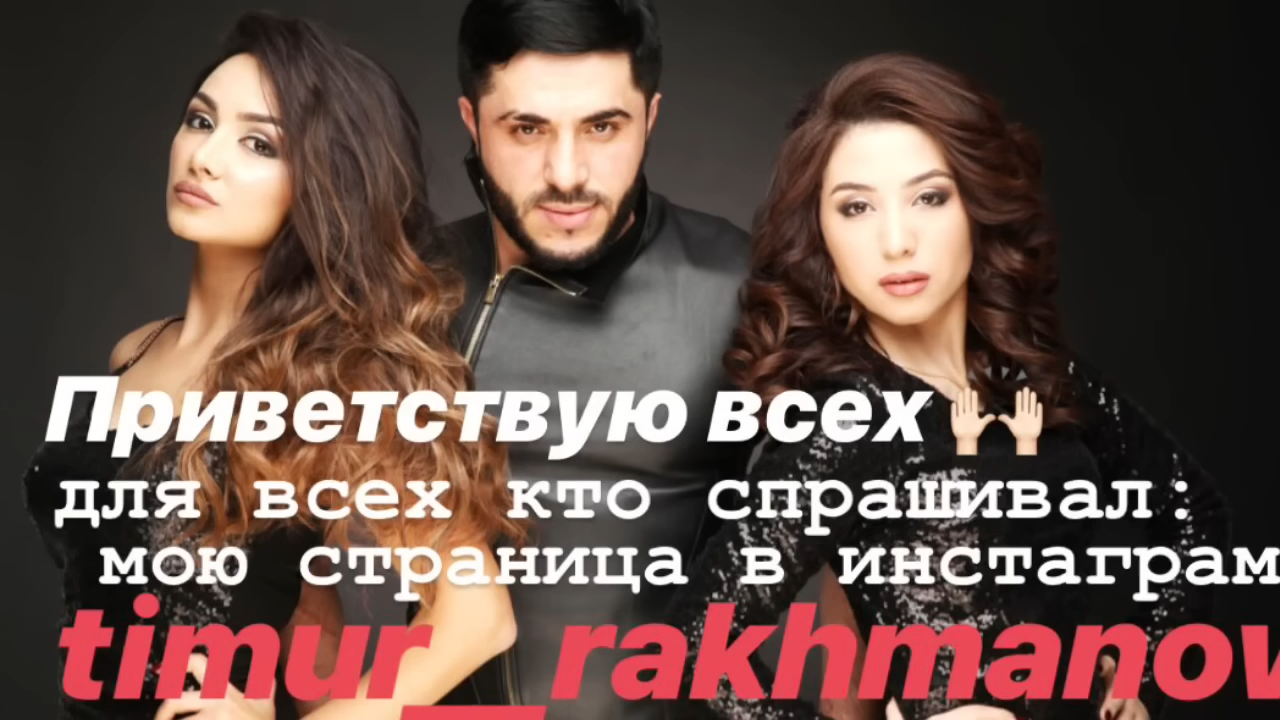 Приветствую всех 🙌🏻
для всех кто спрашивал:
мою страница в инстаграм
timur_rakhmanov